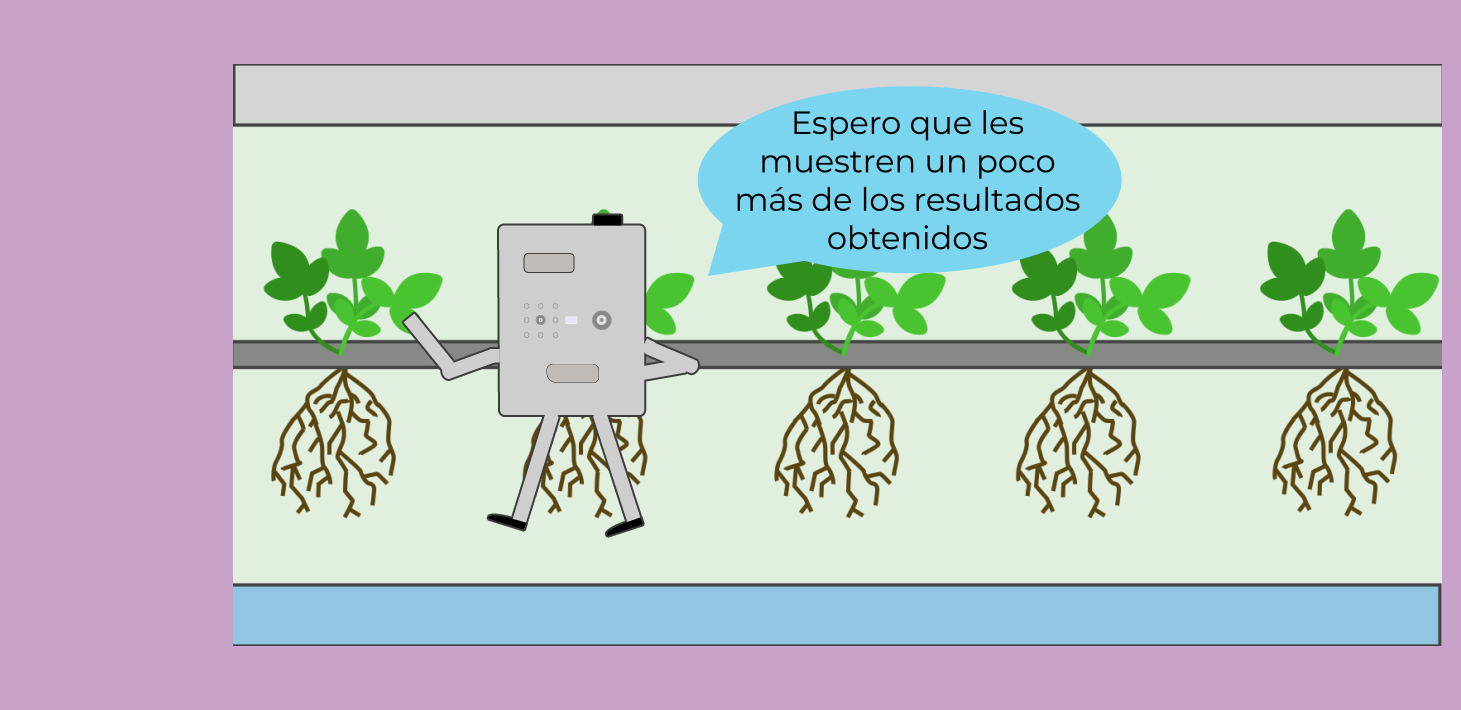 Espero que les
muestren un poco
más de los resultados
obtenidos